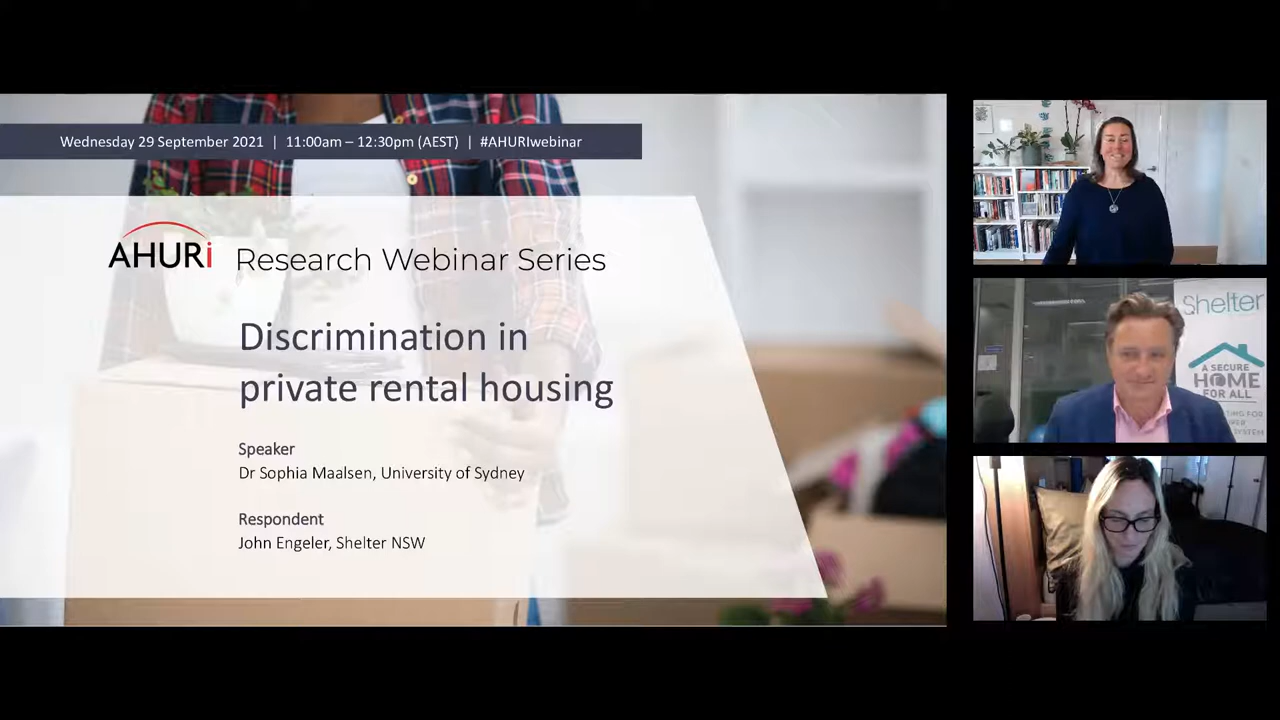 Wednesday 29 September 2021 | 11:00am – 12:30pm (AEST) | #AHURIwebinar
AHURi Research Webinar Series
Discrimination in
private rental housing
Speaker
Dr Sophia Maalsen, University of Sydney
Respondent
John Engeler, Shelter NSW
Shelter
A SECURE
HOME
FOR ALL